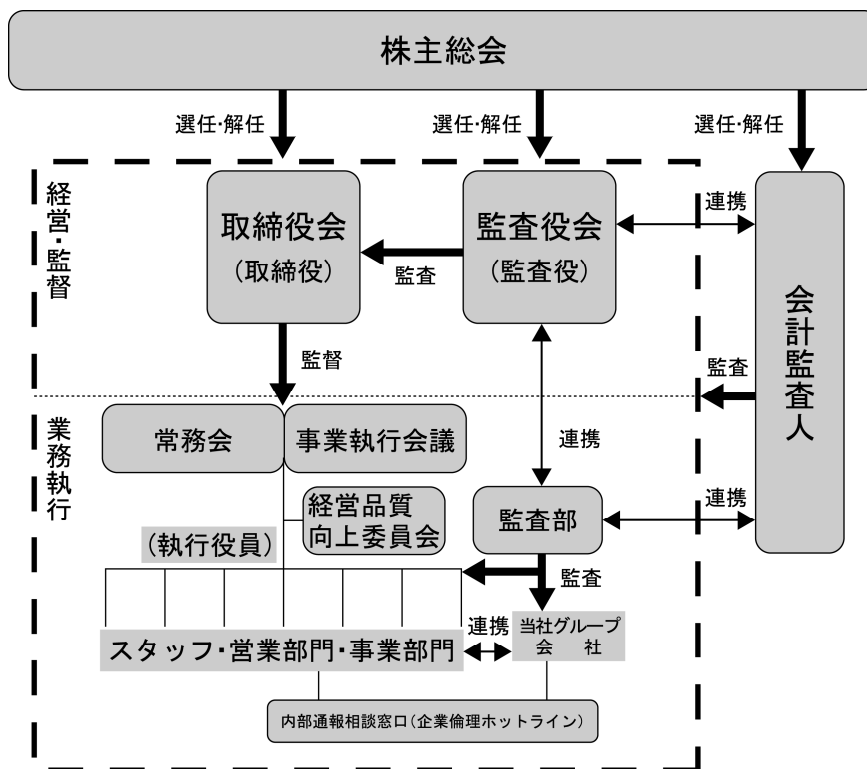 株主総会
選任・解任
選任・解任
選任・解任
経営・監督
取締役会
(取締役)
監査
監査役会
(監査役)
連携
会計監査人
監督
監査
業務執行
常務会
事業執行会議
連携
経営品質
向上委員会
監査部
連携
(執行役員)
監査
スタッフ・営業部門・事業部門
連携
当社グループ
会 社
内部通報相談窓口(企業倫理ホットライン)